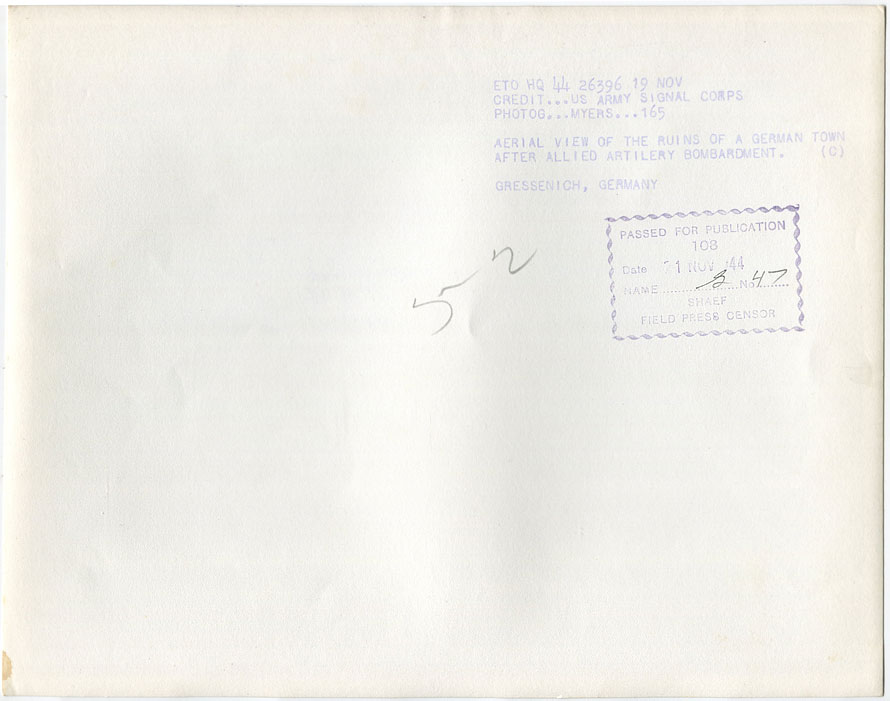 ETO HQ 44 26396 19 NOV
CREDIT...US ARMY SIGNAL CORPS
PHOTOG...MYERS...165
AERIAL VIEW OF THE RUINS OF A GERMAN TOWN
AFTER ALLIED ARTILERY BOMBARDMENT. (C)
GRESSENICH, GERMANY
PASSED FOR PUBLICATION
108
Date 1 NOV 44
NAME No 47
SHAEF
FIELD PRESS CENSOR
52